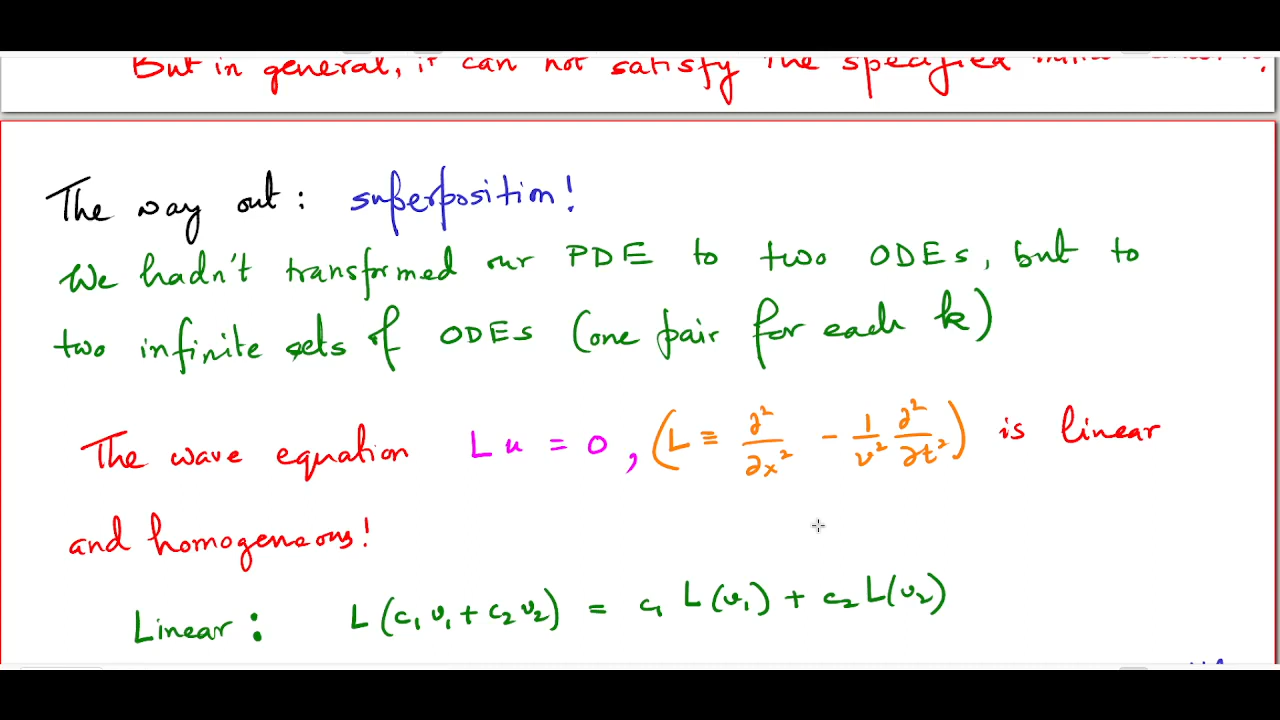 But in general, it can not satisfy the specified
The way out: superposition!
We hadn't transformed our PDE to two ODEs, but to
two infinite sets of ODEs (one pair for each k)
The wave equation Lu = 0, (L ≡ ∂²/∂x² - 1/v² ∂²/∂t²) is linear
and homogeneous!
Linear: L(c₁v₁ + c₂v₂) = c₁ L(v₁) + c₂ L(v₂)